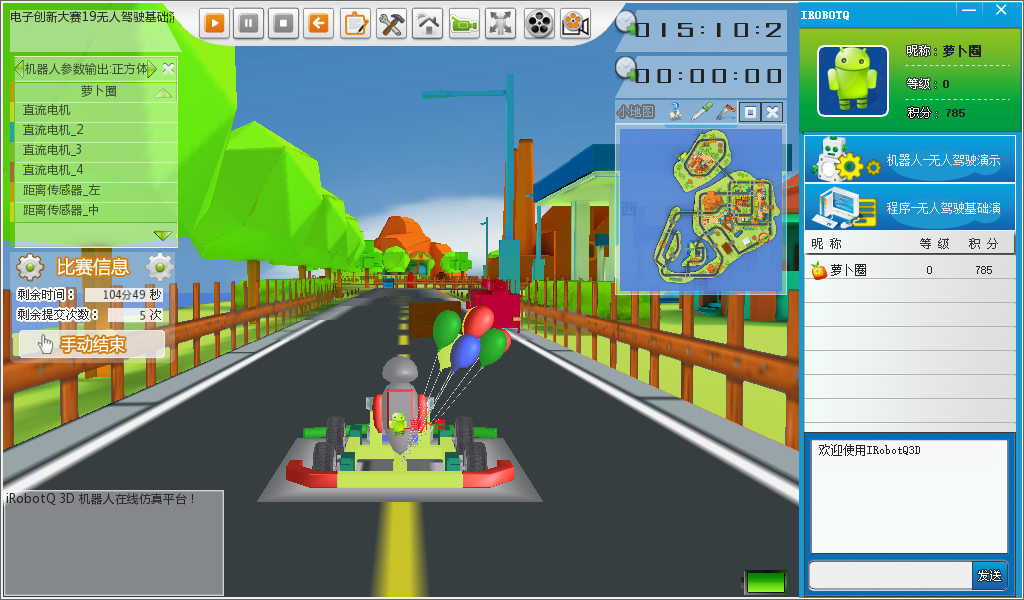 电子创新大赛19无人驾驶基础演
机器人参数输出:正方体
萝卜圈
直流电机
直流电机_2
直流电机_3
直流电机_4
距离传感器_左
距离传感器_中
比赛信息
剩余时间: 104分49 秒
剩余提交次数: 5 次
手动结束
iRobotQ 3D 机器人在线仿真平台！
萝卜圈
15:10:2
00:00:00
小地图
IROBOTQ
昵称：萝卜圈
等级：0
积分：785
机器人—无人驾驶演示
程序—无人驾驶基础演
昵 称 等 级 积 分
萝卜圈 0 785
欢迎使用IRobotQ3D
发送